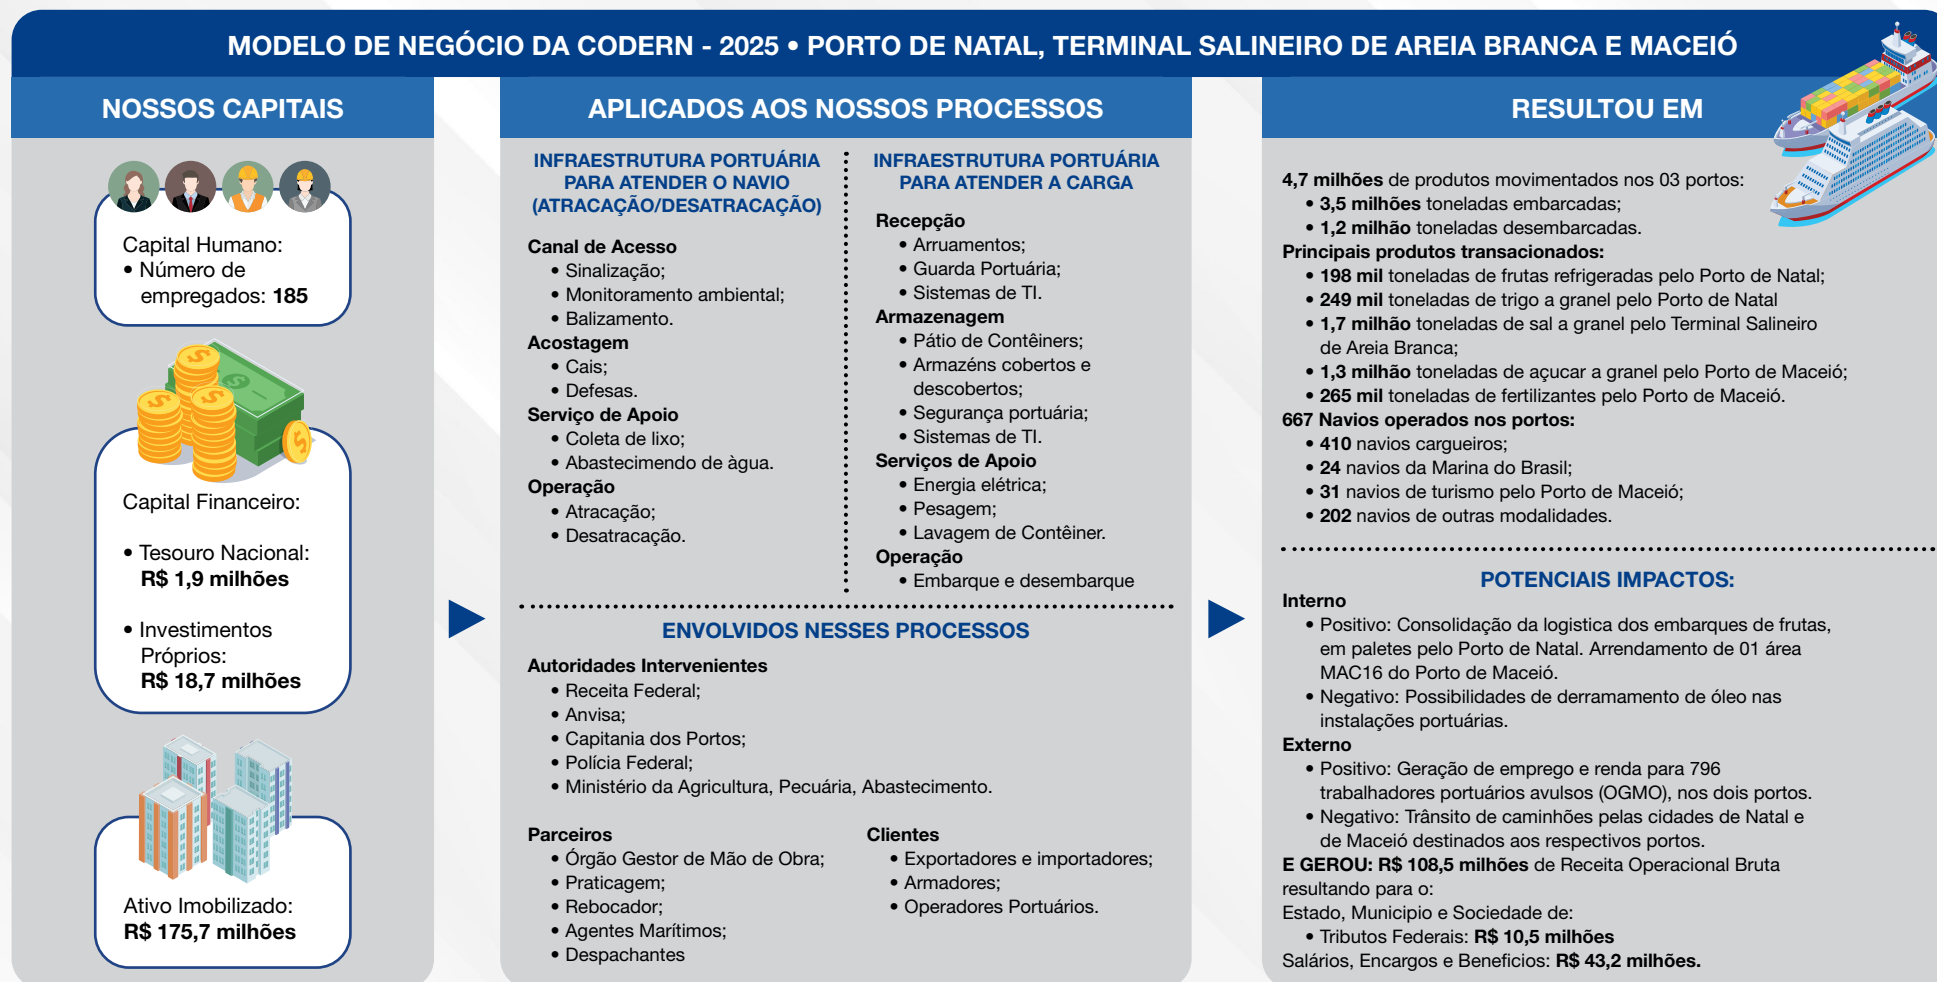 MODELO DE NEGÓCIO DA CODERN - 2025 • PORTO DE NATAL, TERMINAL SALINEIRO DE AREIA BRANCA E MACEIÓ
NOSSOS CAPITAIS
Capital Humano:
• Número de
empregados: 185
Capital Financeiro:
• Tesouro Nacional:
R$ 1,9 milhões
• Investimentos
Próprios:
R$ 18,7 milhões
Ativo Imobilizado:
R$ 175,7 milhões
APLICADOS AOS NOSSOS PROCESSOS
INFRAESTRUTURA PORTUÁRIA
PARA ATENDER O NAVIO
(ATRACAÇÃO/DESATRACAÇÃO)
Canal de Acesso
• Sinalização;
• Monitoramento ambiental;
• Balizamento.
Acostagem
• Cais;
• Defesas.
Serviço de Apoio
• Coleta de lixo;
• Abastecimendo de àgua.
Operação
• Atracação;
• Desatracação.
INFRAESTRUTURA PORTUÁRIA
PARA ATENDER A CARGA
Recepção
• Arruamentos;
• Guarda Portuária;
• Sistemas de TI.
Armazenagem
• Pátio de Contêiners;
• Armazéns cobertos e
descobertos;
• Segurança portuária;
• Sistemas de TI.
Serviços de Apoio
• Energia elétrica;
• Pesagem;
• Lavagem de Contêiner.
Operação
• Embarque e desembarque
ENVOLVIDOS NESSES PROCESSOS
Autoridades Intervenientes
• Receita Federal;
• Anvisa;
• Capitania dos Portos;
• Polícia Federal;
• Ministério da Agricultura, Pecuária, Abastecimento.
Parceiros
• Órgão Gestor de Mão de Obra;
• Praticagem;
• Rebocador;
• Agentes Marítimos;
• Despachantes
Clientes
• Exportadores e importadores;
• Armadores;
• Operadores Portuários.
RESULTOU EM
4,7 milhões de produtos movimentados nos 03 portos:
• 3,5 milhões toneladas embarcadas;
• 1,2 milhão toneladas desembarcadas.
Principais produtos transacionados:
• 198 mil toneladas de frutas refrigeradas pelo Porto de Natal;
• 249 mil toneladas de trigo a granel pelo Porto de Natal
• 1,7 milhão toneladas de sal a granel pelo Terminal Salineiro
de Areia Branca;
• 1,3 milhão toneladas de açucar a granel pelo Porto de Maceió;
• 265 mil toneladas de fertilizantes pelo Porto de Maceió.
667 Navios operados nos portos:
• 410 navios cargueiros;
• 24 navios da Marina do Brasil;
• 31 navios de turismo pelo Porto de Maceió;
• 202 navios de outras modalidades.
POTENCIAIS IMPACTOS:
Interno
• Positivo: Consolidação da logistica dos embarques de frutas,
em paletes pelo Porto de Natal. Arrendamento de 01 área
MAC16 do Porto de Maceió.
• Negativo: Possibilidades de derramamento de óleo nas
instalações portuárias.
Externo
• Positivo: Geração de emprego e renda para 796
trabalhadores portuários avulsos (OGMO), nos dois portos.
• Negativo: Trânsito de caminhões pelas cidades de Natal e
de Maceió destinados aos respectivos portos.
E GEROU: R$ 108,5 milhões de Receita Operacional Bruta
resultando para o:
Estado, Municipio e Sociedade de:
• Tributos Federais: R$ 10,5 milhões
Salários, Encargos e Beneficios: R$ 43,2 milhões.